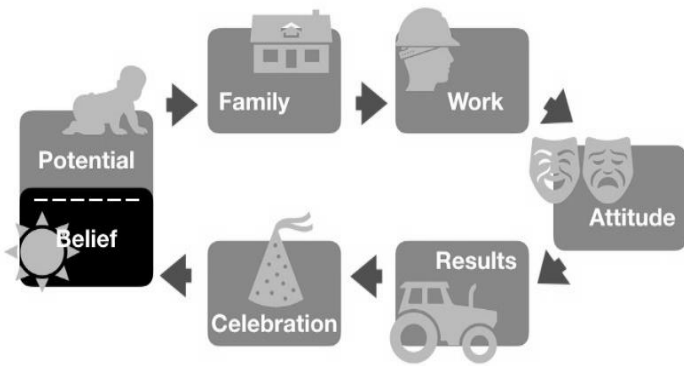 Potential
Family
Work
Attitude
Results
Celebration
Belief